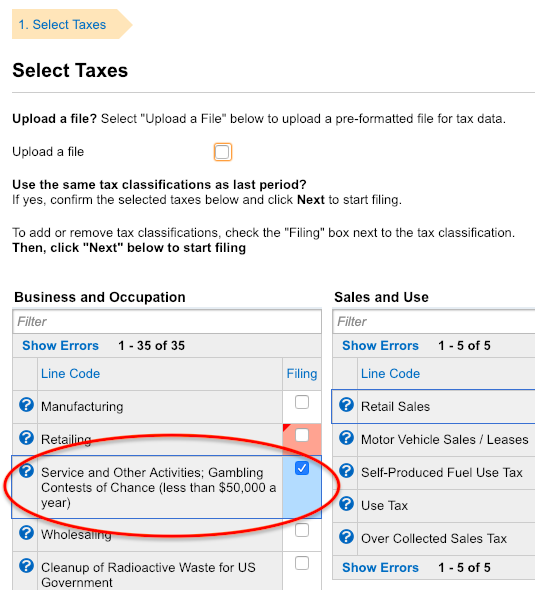 1. Select Taxes
Select Taxes
Upload a file? Select "Upload a File" below to upload a pre-formatted file for tax data.
Upload a file
Use the same tax classifications as last period?
If yes, confirm the selected taxes below and click Next to start filing.
To add or remove tax classifications, check the "Filing" box next to the tax classification.
Then, click "Next" below to start filing
Business and Occupation
Filter
Show Errors 1 - 35 of 35
Line Code Filing
Manufacturing
Retailing
Service and Other Activities; Gambling
Contests of Chance (less than $50,000 a
year)
Wholesaling
Cleanup of Radioactive Waste for US
Government
Sales and Use
Filter
Show Errors 1 - 5 of 5
Line Code
Retail Sales
Motor Vehicle Sales / Leases
Self-Produced Fuel Use Tax
Use Tax
Over Collected Sales Tax
Show Errors 1 - 5 of 5